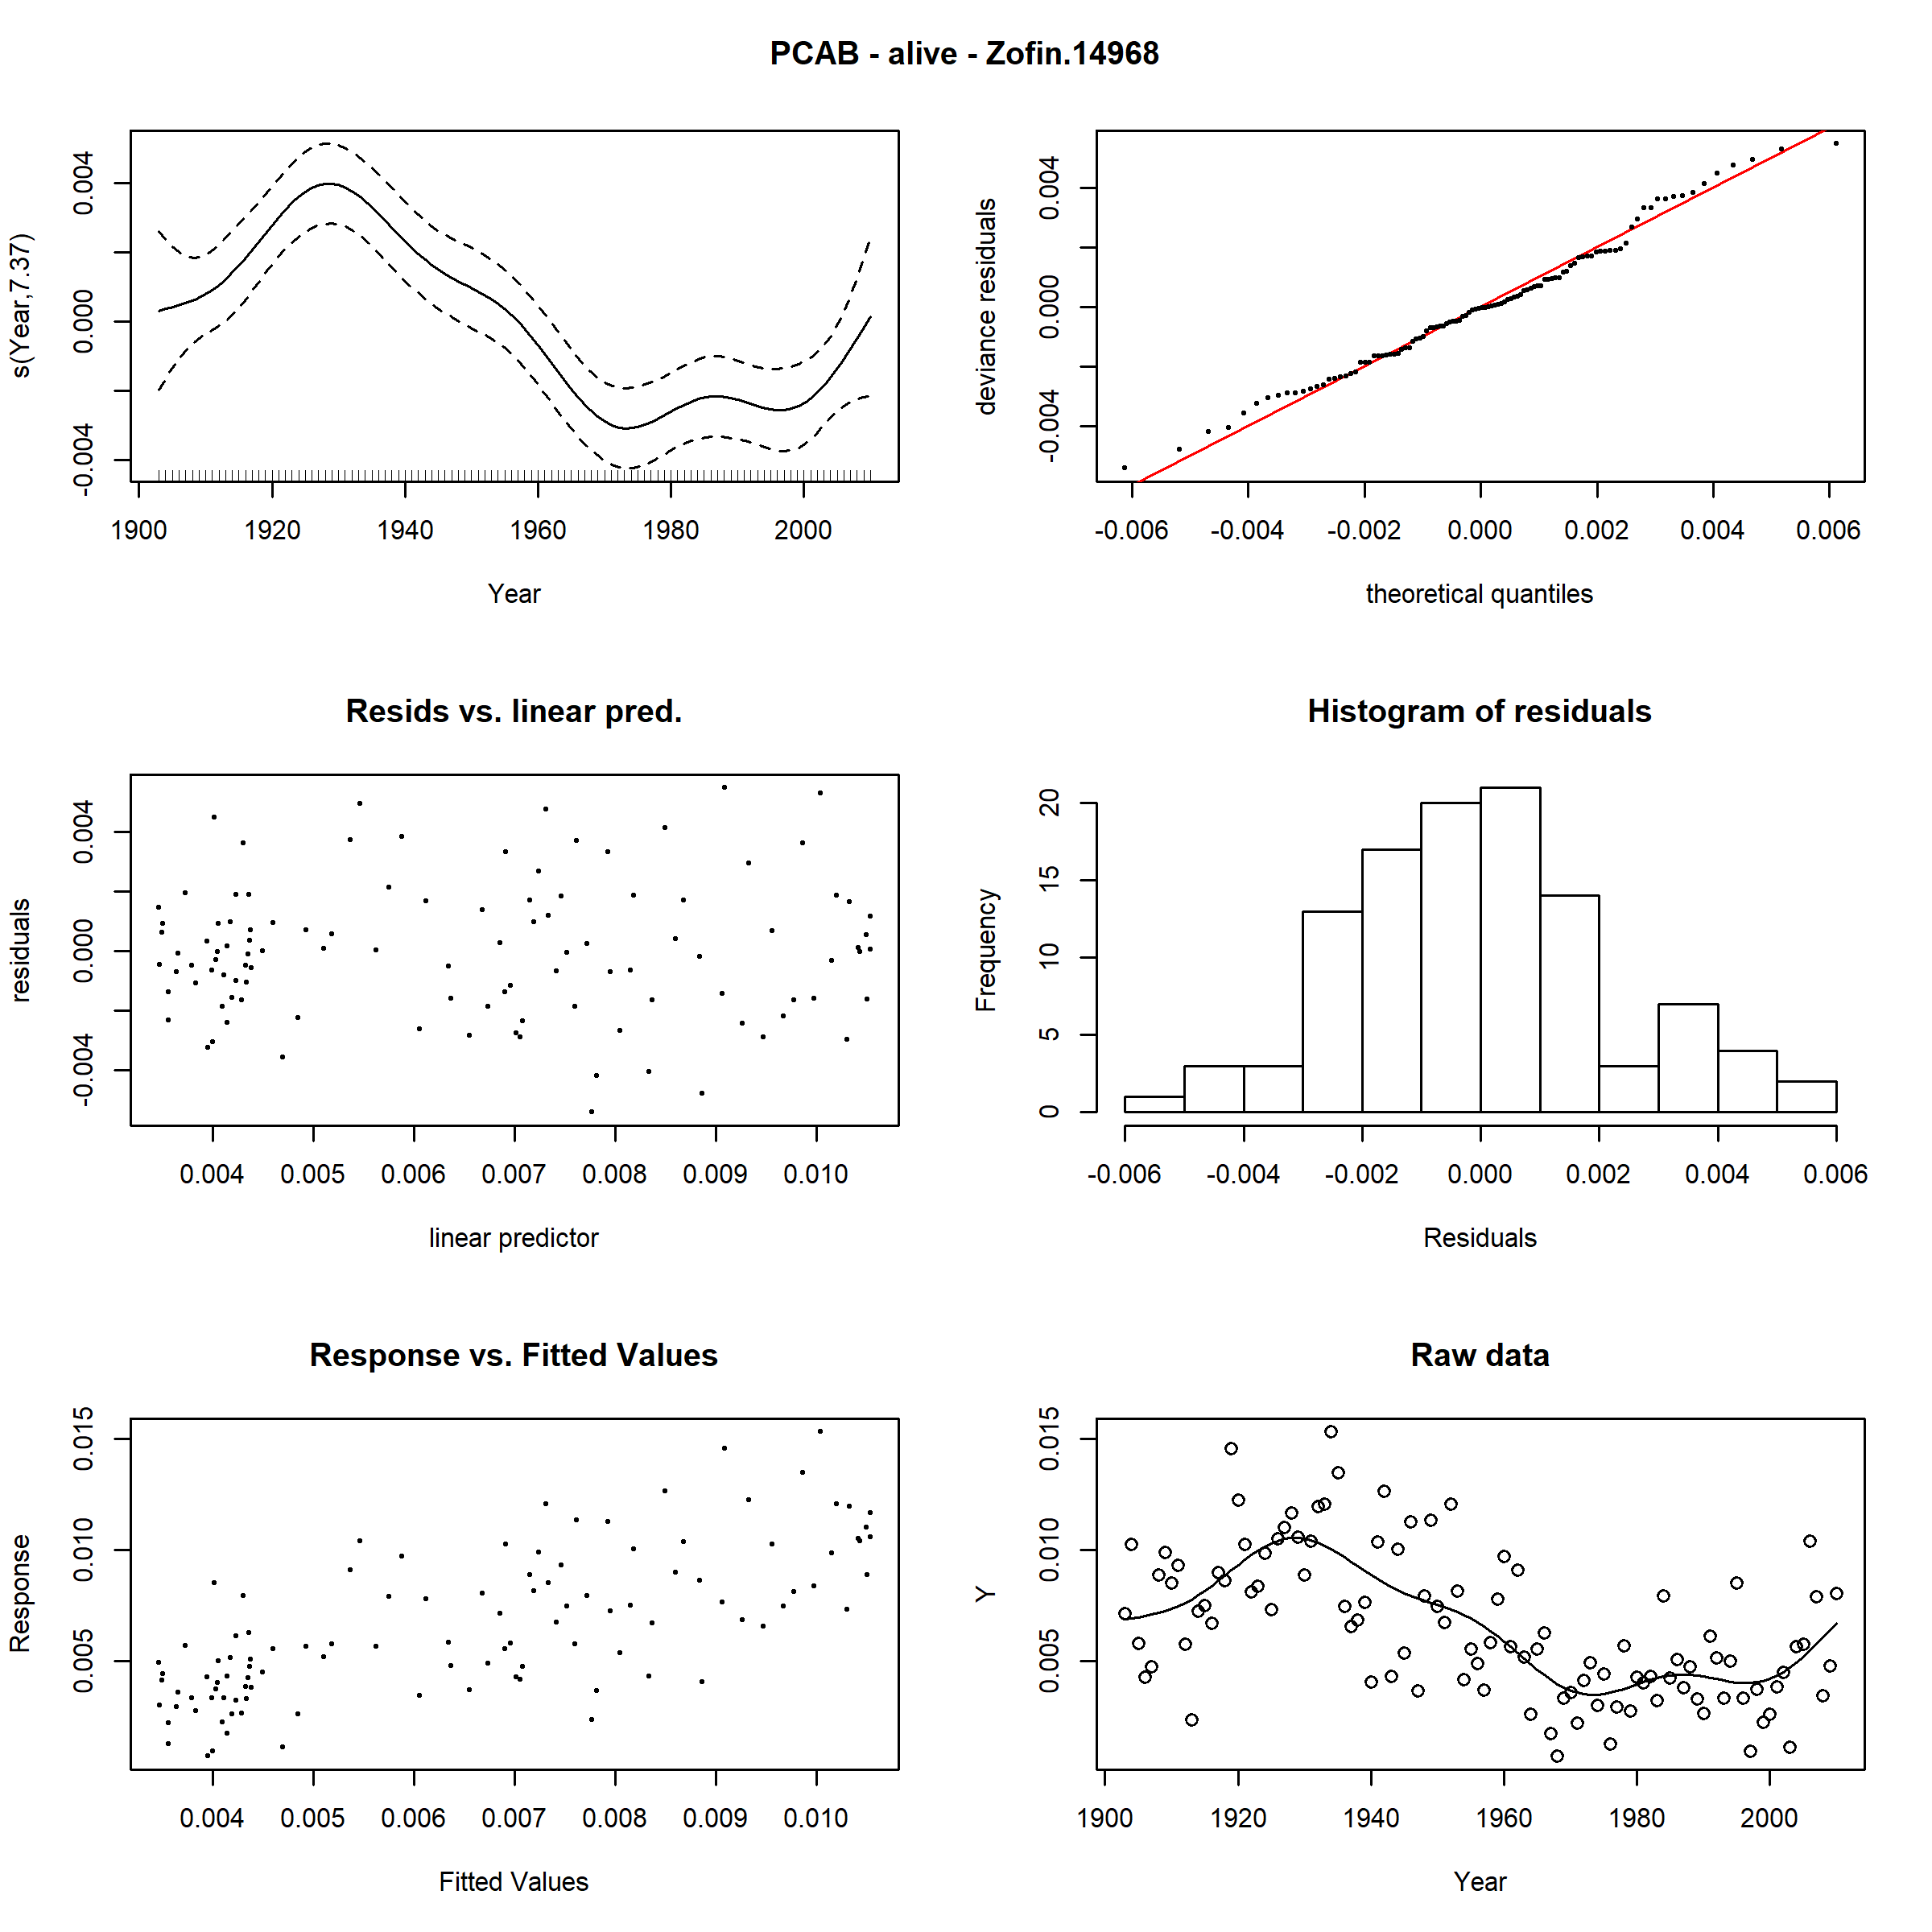 PCAB - alive - Zofin.14968
s(Year,7.37)
0.004
0.000
-0.004
1900 1920 1940 1960 1980 2000
Year
deviance residuals
0.004
0.000
-0.004
-0.006 -0.004 -0.002 0.000 0.002 0.004 0.006
theoretical quantiles
Resids vs. linear pred.
residuals
0.004
0.000
-0.004
0.004 0.005 0.006 0.007 0.008 0.009 0.010
linear predictor
Histogram of residuals
Frequency
20
15
10
5
0
-0.006 -0.004 -0.002 0.000 0.002 0.004 0.006
Residuals
Response vs. Fitted Values
Response
0.015
0.010
0.005
0.004 0.005 0.006 0.007 0.008 0.009 0.010
Fitted Values
Raw data
Y
0.015
0.010
0.005
1900 1920 1940 1960 1980 2000
Year